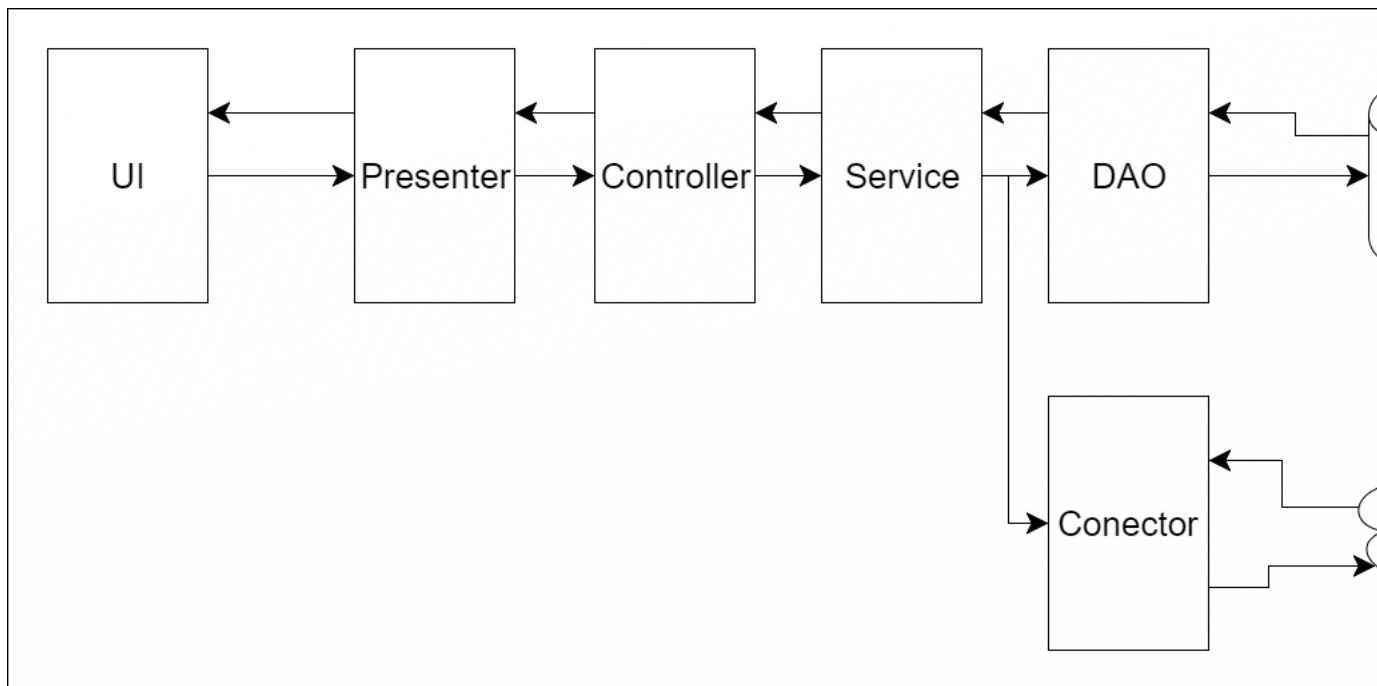 UI
Presenter
Controller
Service
DAO
Conector